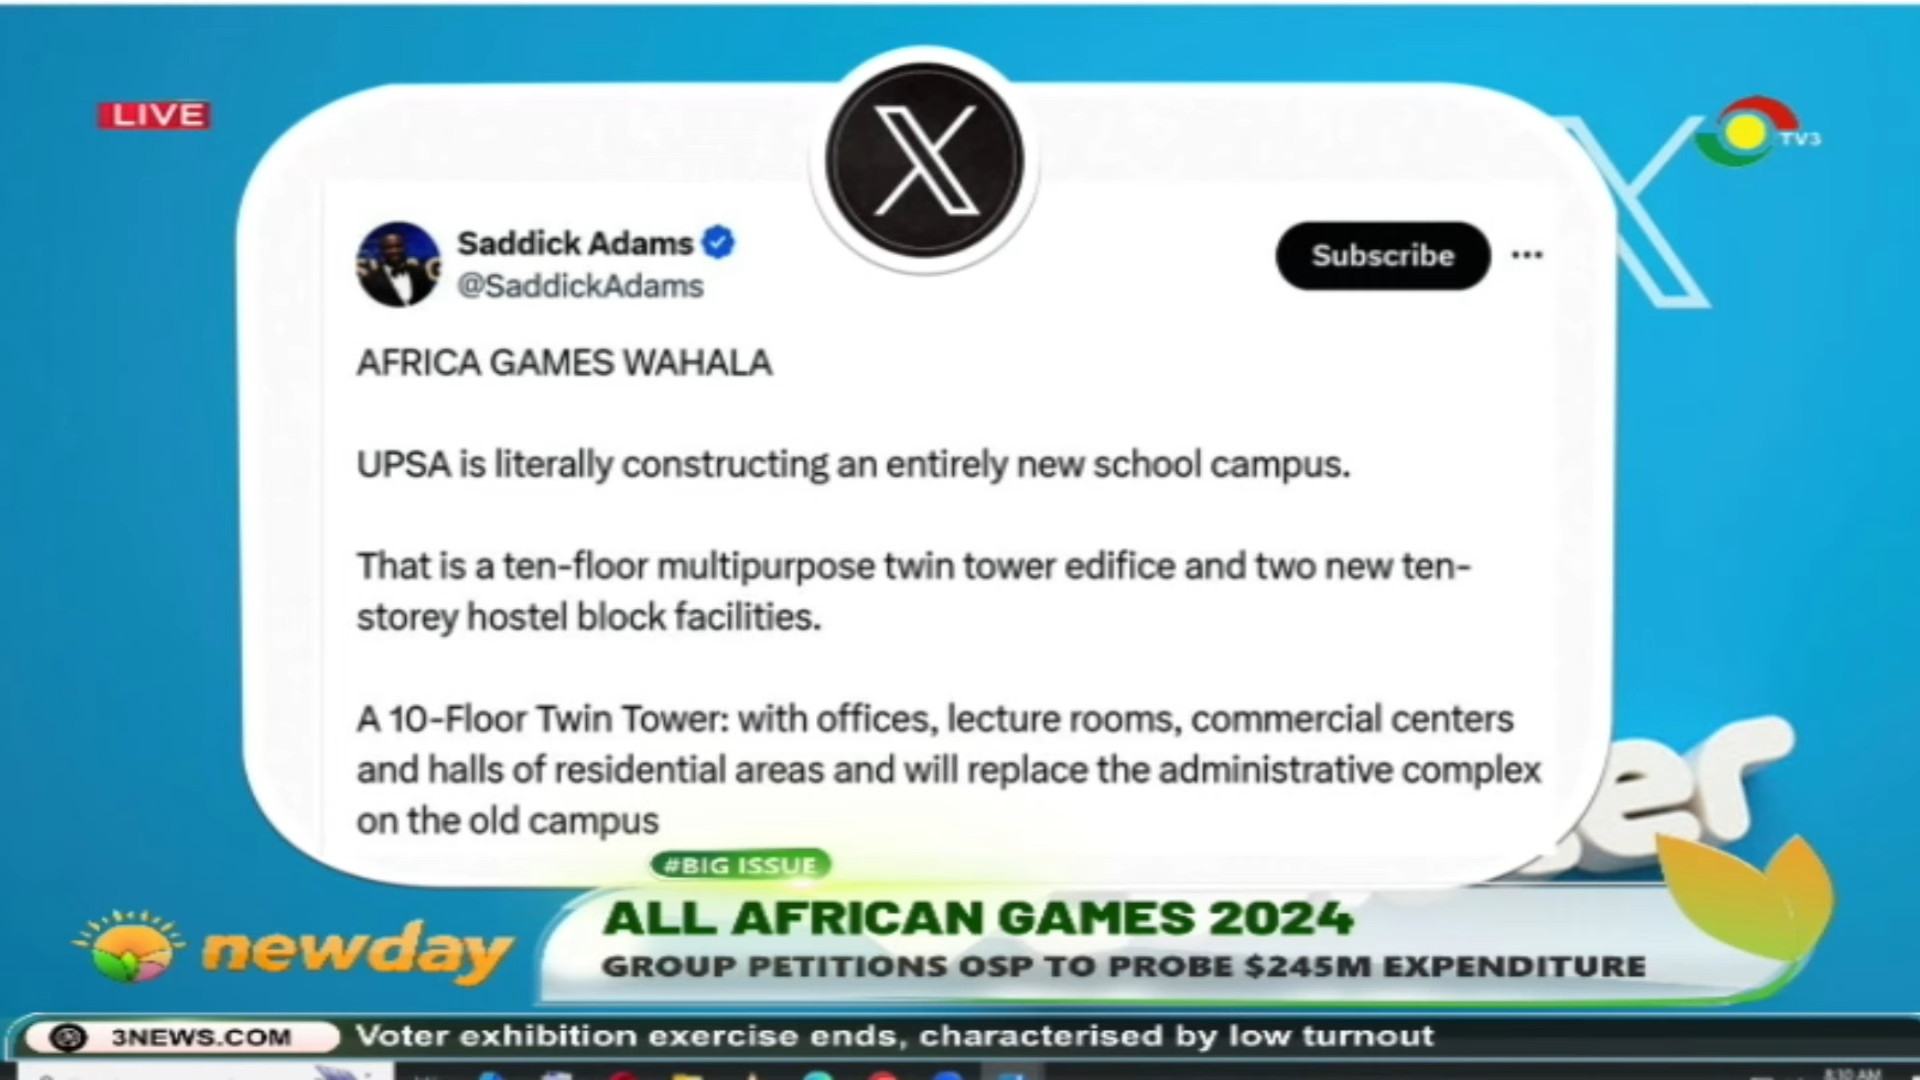 LIVE
TV3
Saddick Adams
@SaddickAdams
Subscribe
AFRICA GAMES WAHALA
UPSA is literally constructing an entirely new school campus.
That is a ten-floor multipurpose twin tower edifice and two new ten-
storey hostel block facilities.
A 10-Floor Twin Tower: with offices, lecture rooms, commercial centers
and halls of residential areas and will replace the administrative complex
on the old campus
#BIG ISSUE
ALL AFRICAN GAMES 2024
GROUP PETITIONS OSP TO PROBE $245M EXPENDITURE
newday
3NEWS.COM
Voter exhibition exercise ends, characterised by low turnout
8:10 AM